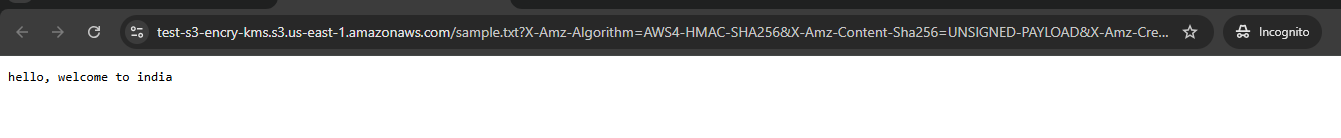 test-s3-encry-kms.s3.us-east-1.amazonaws.com/sample.txt?X-Amz-Algorithm=AWS4-HMAC-SHA256&X-Amz-Content-Sha256=UNSIGNED-PAYLOAD&X-Amz-Cre... Incognito
hello, welcome to india